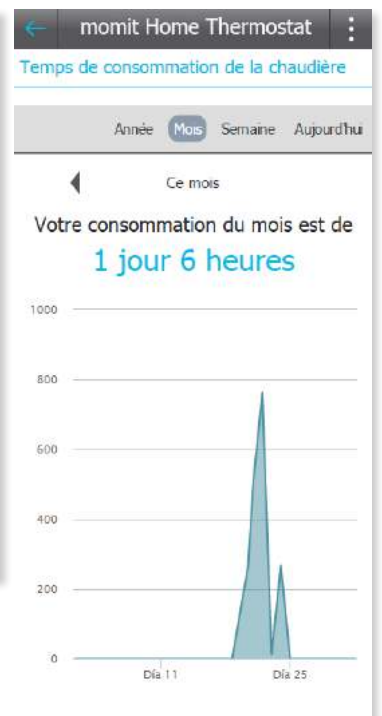 momit Home Thermostat
Temps de consommation de la chaudière
Année Mois Semaine Aujourd'hui
Ce mois
Votre consommation du mois est de
1 jour 6 heures
1000
800
600
400
200
0
Día 11 Día 25